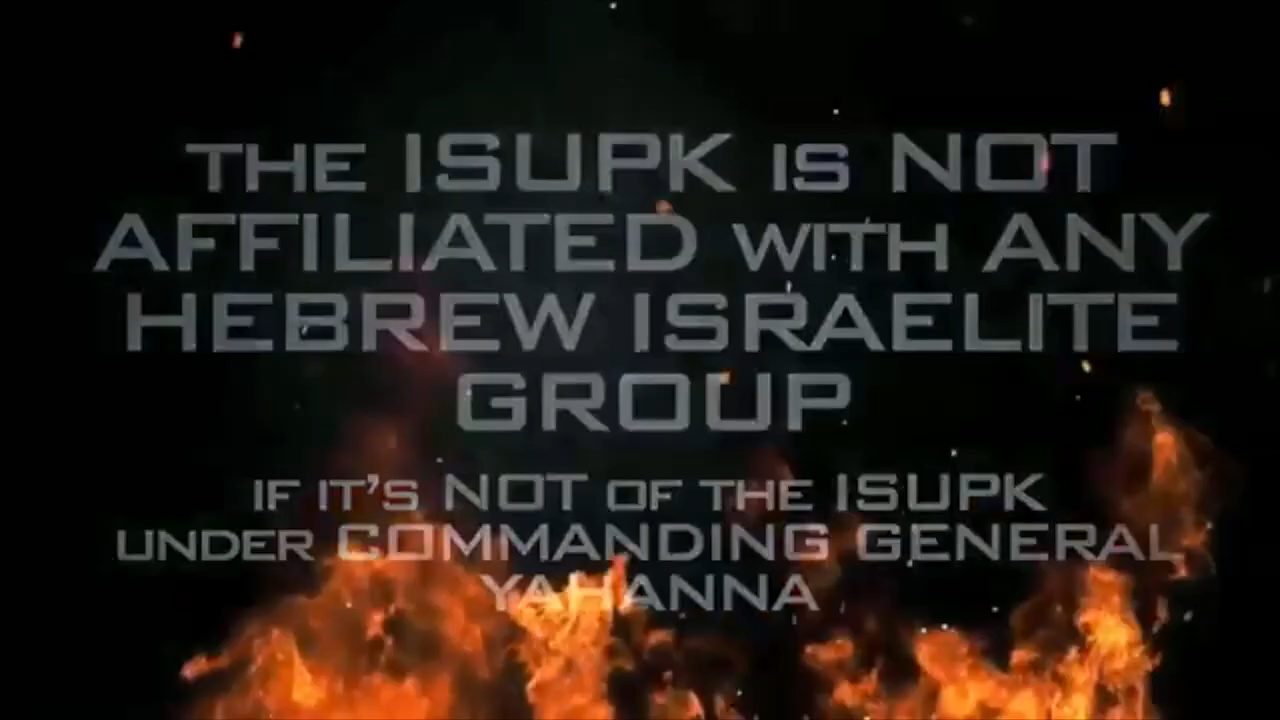 THE ISUPK IS NOT
AFFILIATED WITH ANY
HEBREW ISRAELITE
GROUP
IF IT'S NOT OF THE ISUPK
UNDER COMMANDING GENERAL
YAHANNA